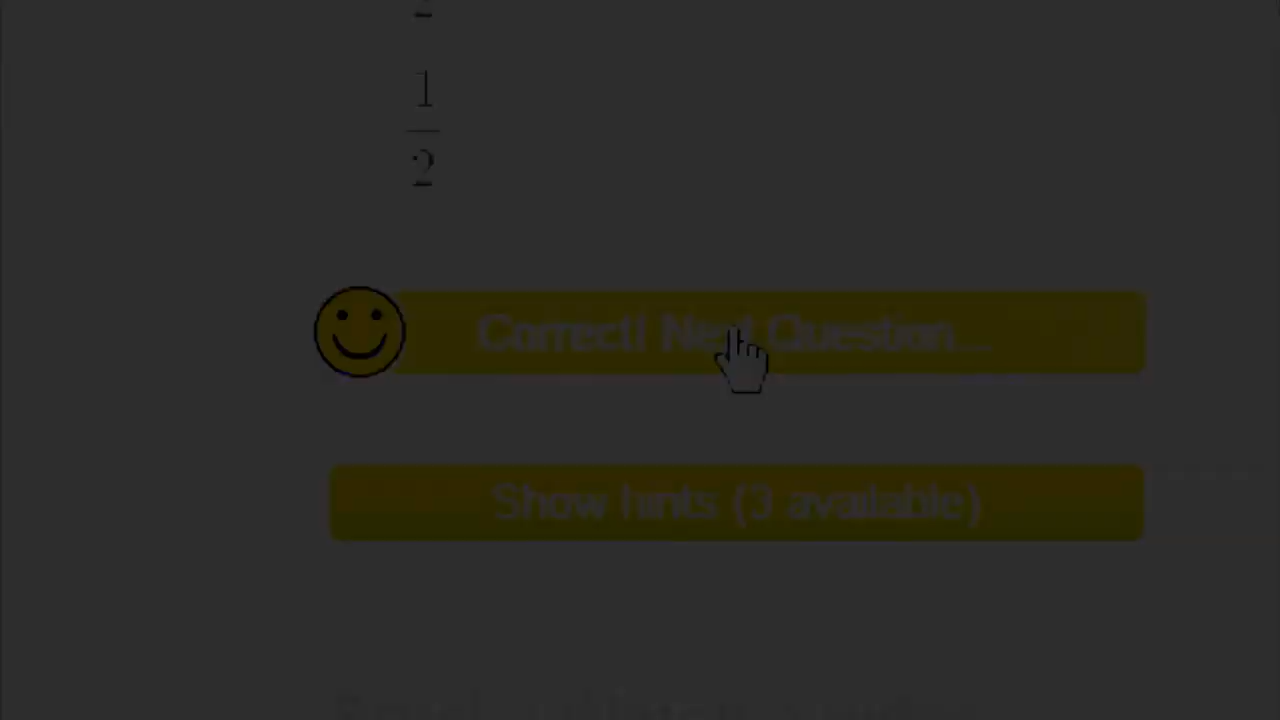 1
2
Correct! Next Question...
Show hints (3 available)